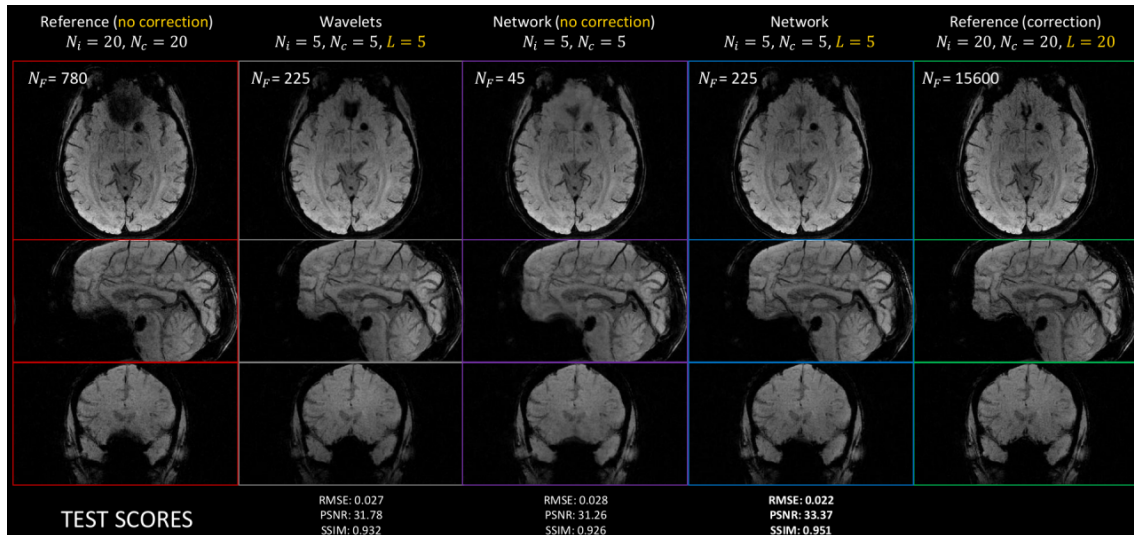 Reference (no correction)
N_i = 20, N_c = 20
Wavelets
N_i = 5, N_c = 5, L = 5
Network (no correction)
N_i = 5, N_c = 5
Network
N_i = 5, N_c = 5, L = 5
Reference (correction)
N_i = 20, N_c = 20, L = 20
N_F = 780
N_F = 225
N_F = 45
N_F = 225
N_F = 15600
TEST SCORES
RMSE: 0.027
PSNR: 31.78
SSIM: 0.932
RMSE: 0.028
PSNR: 31.26
SSIM: 0.926
RMSE: 0.022
PSNR: 33.37
SSIM: 0.951